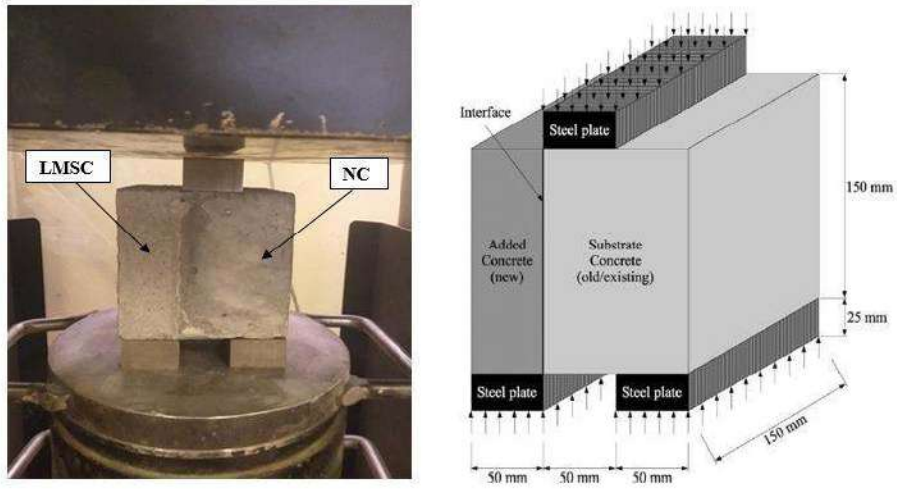 LMSC
NC
Interface
Steel plate
Added
Concrete
(new)
Substrate
Concrete
(old/existing)
150 mm
25 mm
Steel plate
Steel plate
150 mm
50 mm
50 mm
50 mm